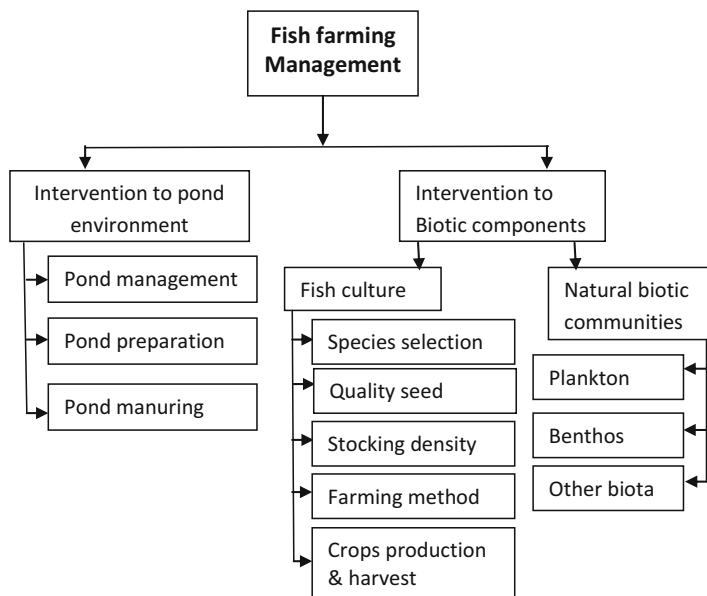 Fish farming
Management
Intervention to pond
environment
Pond management
Pond preparation
Pond manuring
Intervention to
Biotic components
Fish culture
Species selection
Quality seed
Stocking density
Farming method
Crops production
& harvest
Natural biotic
communities
Plankton
Benthos
Other biota